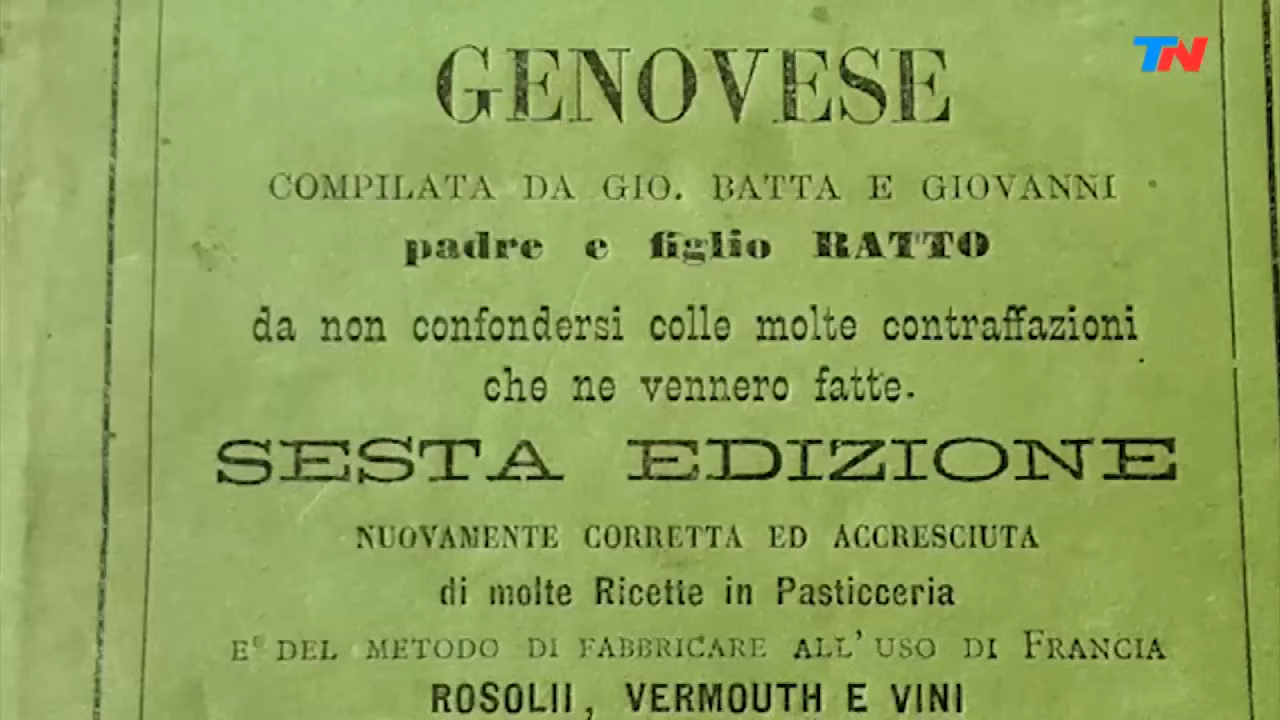 TN
GENOVESE
COMPILATA DA GIO. BATTA E GIOVANNI
padre e figlio RATTO
da non confondersi colle molte contraffazioni
che ne vennero fatte.
SESTA EDIZIONE
NUOVAMENTE CORRETTA ED ACCRESCIUTA
di molte Ricette in Pasticceria
E° DEL METODO DI FABBRICARE ALL' USO DI FRANCIA
ROSOLII, VERMOUTH E VINI